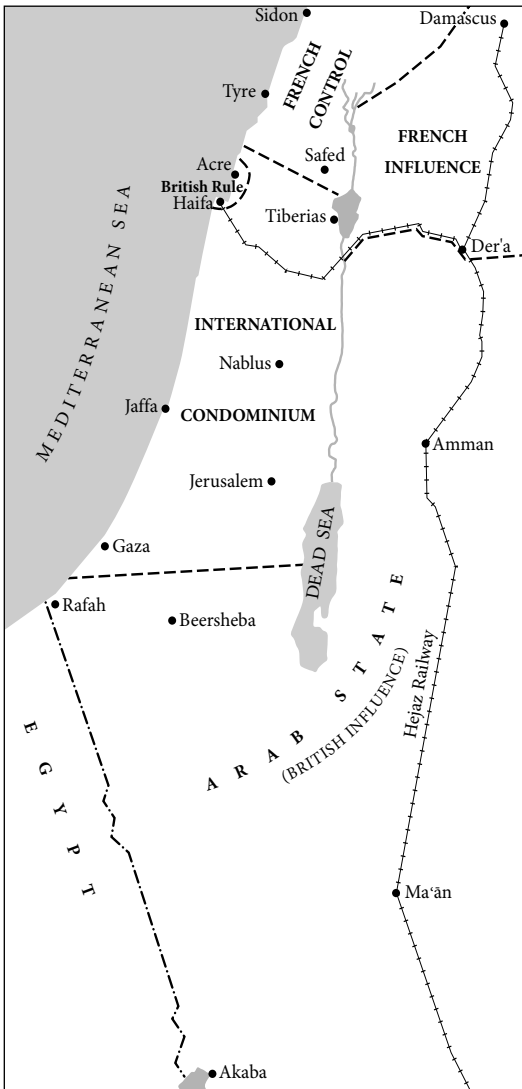 Sidon
Damascus
FRENCH
CONTROL
Tyre
FRENCH
INFLUENCE
Safed
Acre
British Rule
Haifa
Tiberias
Der'a
MEDITERRANEAN SEA
INTERNATIONAL
Nablus
Jaffa
CONDOMINIUM
Amman
Jerusalem
Gaza
DEAD SEA
Rafah
Beersheba
ARAB STATE
(BRITISH INFLUENCE)
Hejaz Railway
EGYPT
Ma‘ān
Akaba